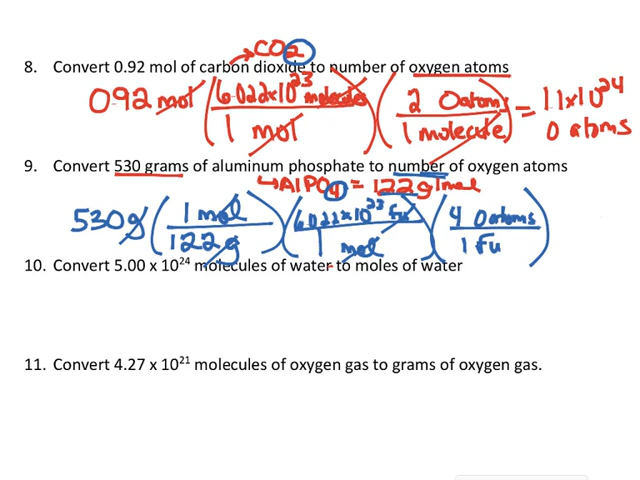 CO2
8. Convert 0.92 mol of carbon dioxide to number of oxygen atoms
0.92 mol (6.022x10^23 molecules / 1 mol) (2 O atoms / 1 molecule) = 1.1x10^24 O atoms
9. Convert 530 grams of aluminum phosphate to number of oxygen atoms
↳AlPO4 = 122g/mol
530g (1 mol / 122g) (6.022x10^23 fu / 1 mol) (4 O atoms / 1 fu)
10. Convert 5.00 x 10^24 molecules of water to moles of water
11. Convert 4.27 x 10^21 molecules of oxygen gas to grams of oxygen gas.